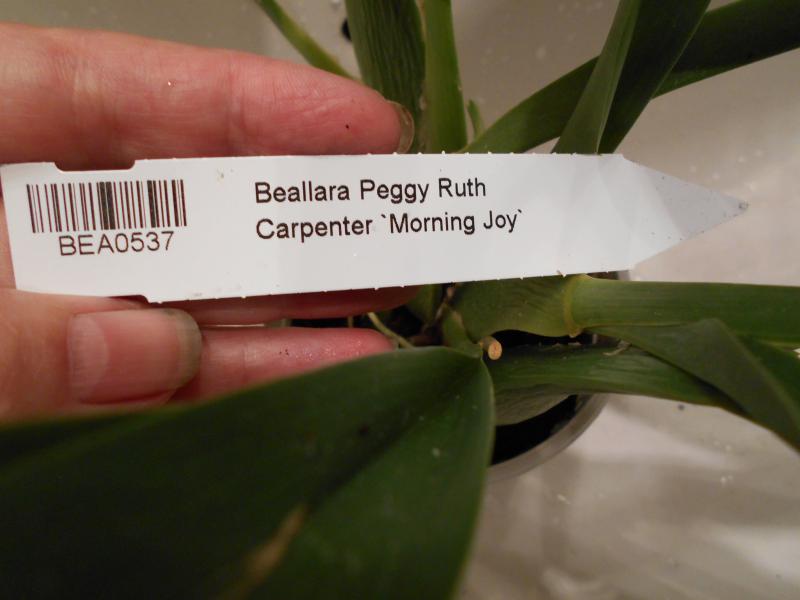 Beallara Peggy Ruth
Carpenter `Morning Joy`
BEA0537